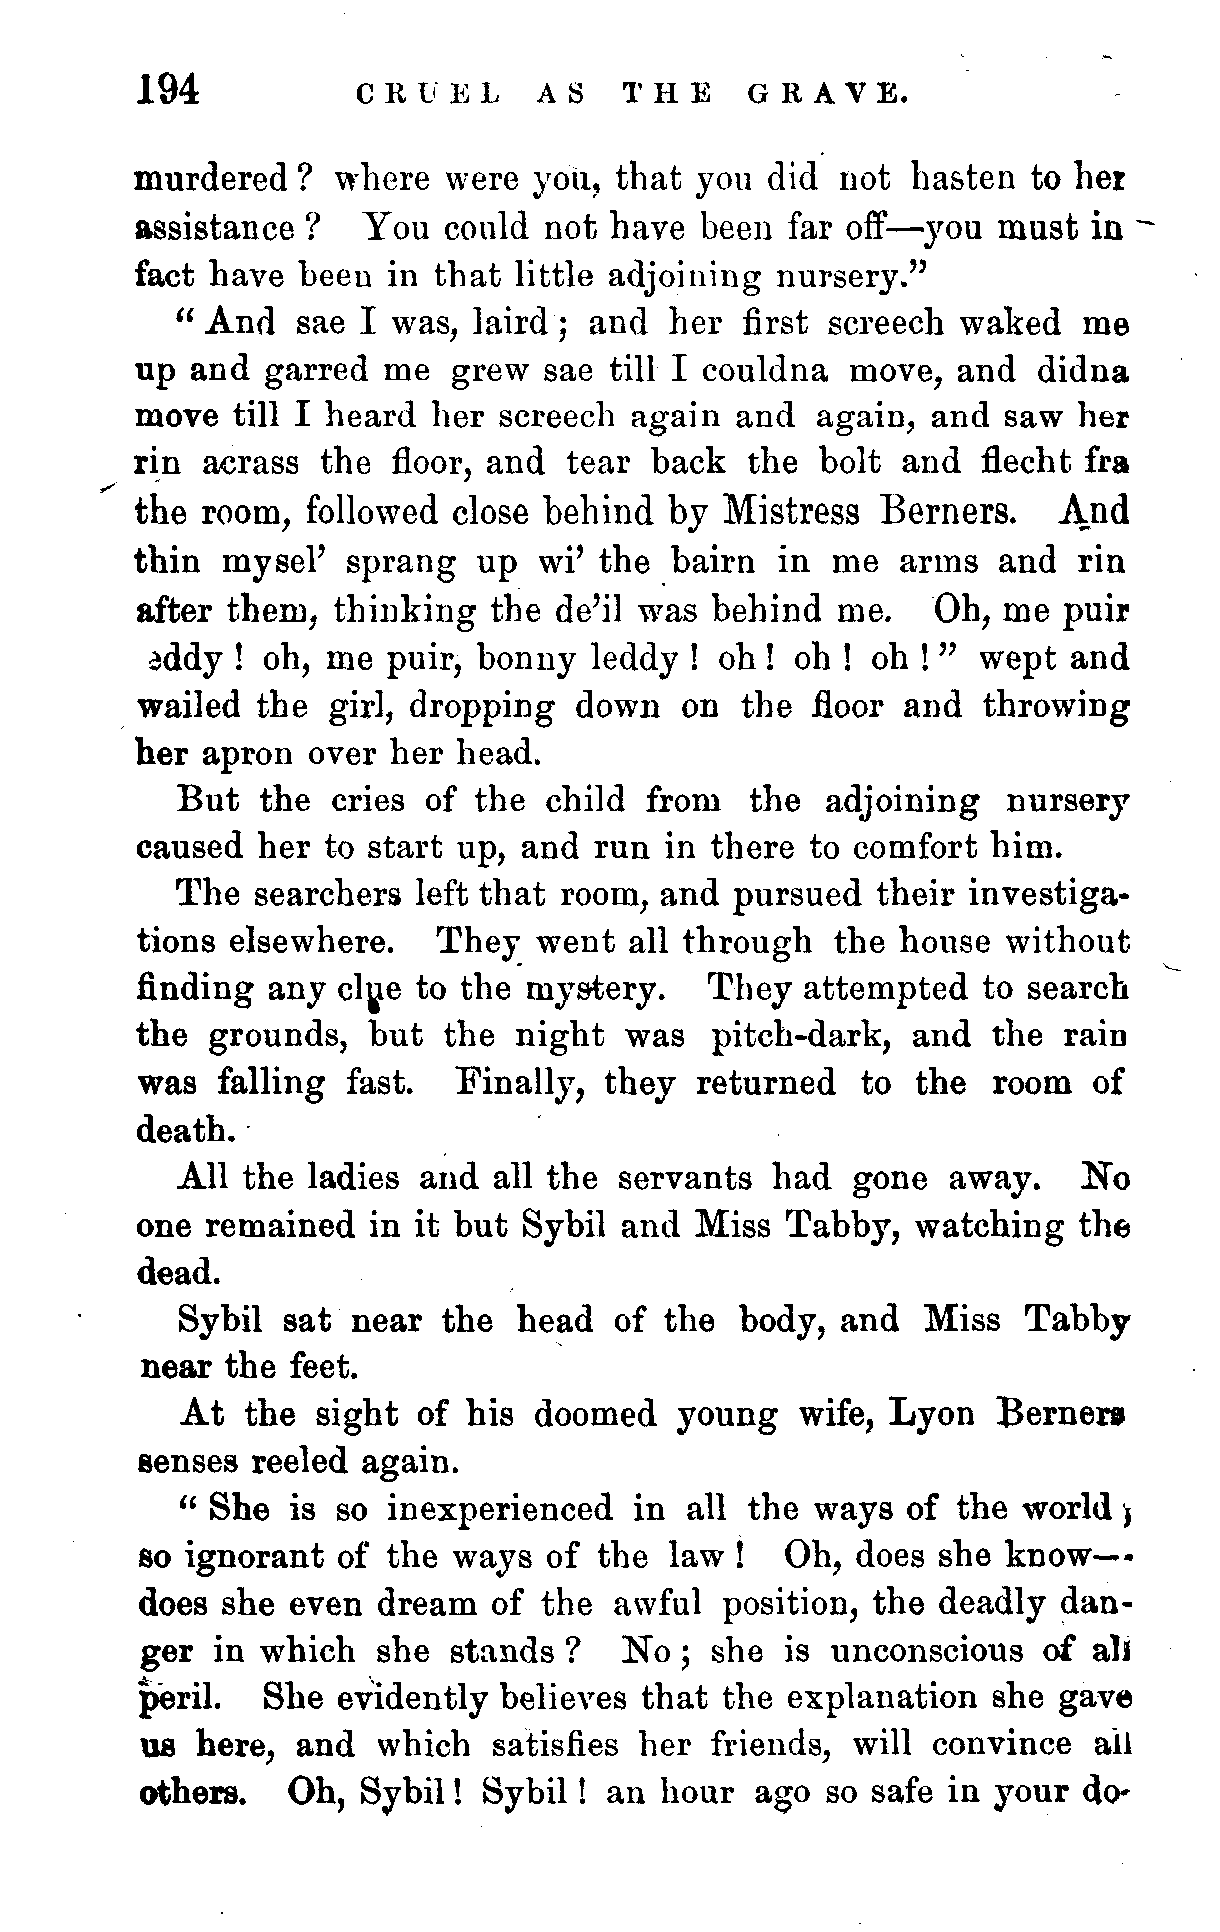 194 CRUEL AS THE GRAVE.
murdered? where were you, that you did not hasten to her
assistance? You could not have been far off—you must in
fact have been in that little adjoining nursery."
"And sae I was, laird; and her first screech waked me
up and garred me grew sae till I couldna move, and didna
move till I heard her screech again and again, and saw her
rin acrass the floor, and tear back the bolt and flecht fra
the room, followed close behind by Mistress Berners. And
thin mysel' sprang up wi' the bairn in me arms and rin
after them, thinking the de'il was behind me. Oh, me puir
eddy! oh, me puir, bonny leddy! oh! oh! oh!" wept and
wailed the girl, dropping down on the floor and throwing
her apron over her head.
But the cries of the child from the adjoining nursery
caused her to start up, and run in there to comfort him.
The searchers left that room, and pursued their investiga-
tions elsewhere. They went all through the house without
finding any clue to the mystery. They attempted to search
the grounds, but the night was pitch-dark, and the rain
was falling fast. Finally, they returned to the room of
death.
All the ladies and all the servants had gone away. No
one remained in it but Sybil and Miss Tabby, watching the
dead.
Sybil sat near the head of the body, and Miss Tabby
near the feet.
At the sight of his doomed young wife, Lyon Berners
senses reeled again.
"She is so inexperienced in all the ways of the world;
so ignorant of the ways of the law! Oh, does she know—
does she even dream of the awful position, the deadly dan-
ger in which she stands? No; she is unconscious of all
peril. She evidently believes that the explanation she gave
us here, and which satisfies her friends, will convince all
others. Oh, Sybil! Sybil! an hour ago so safe in your do-